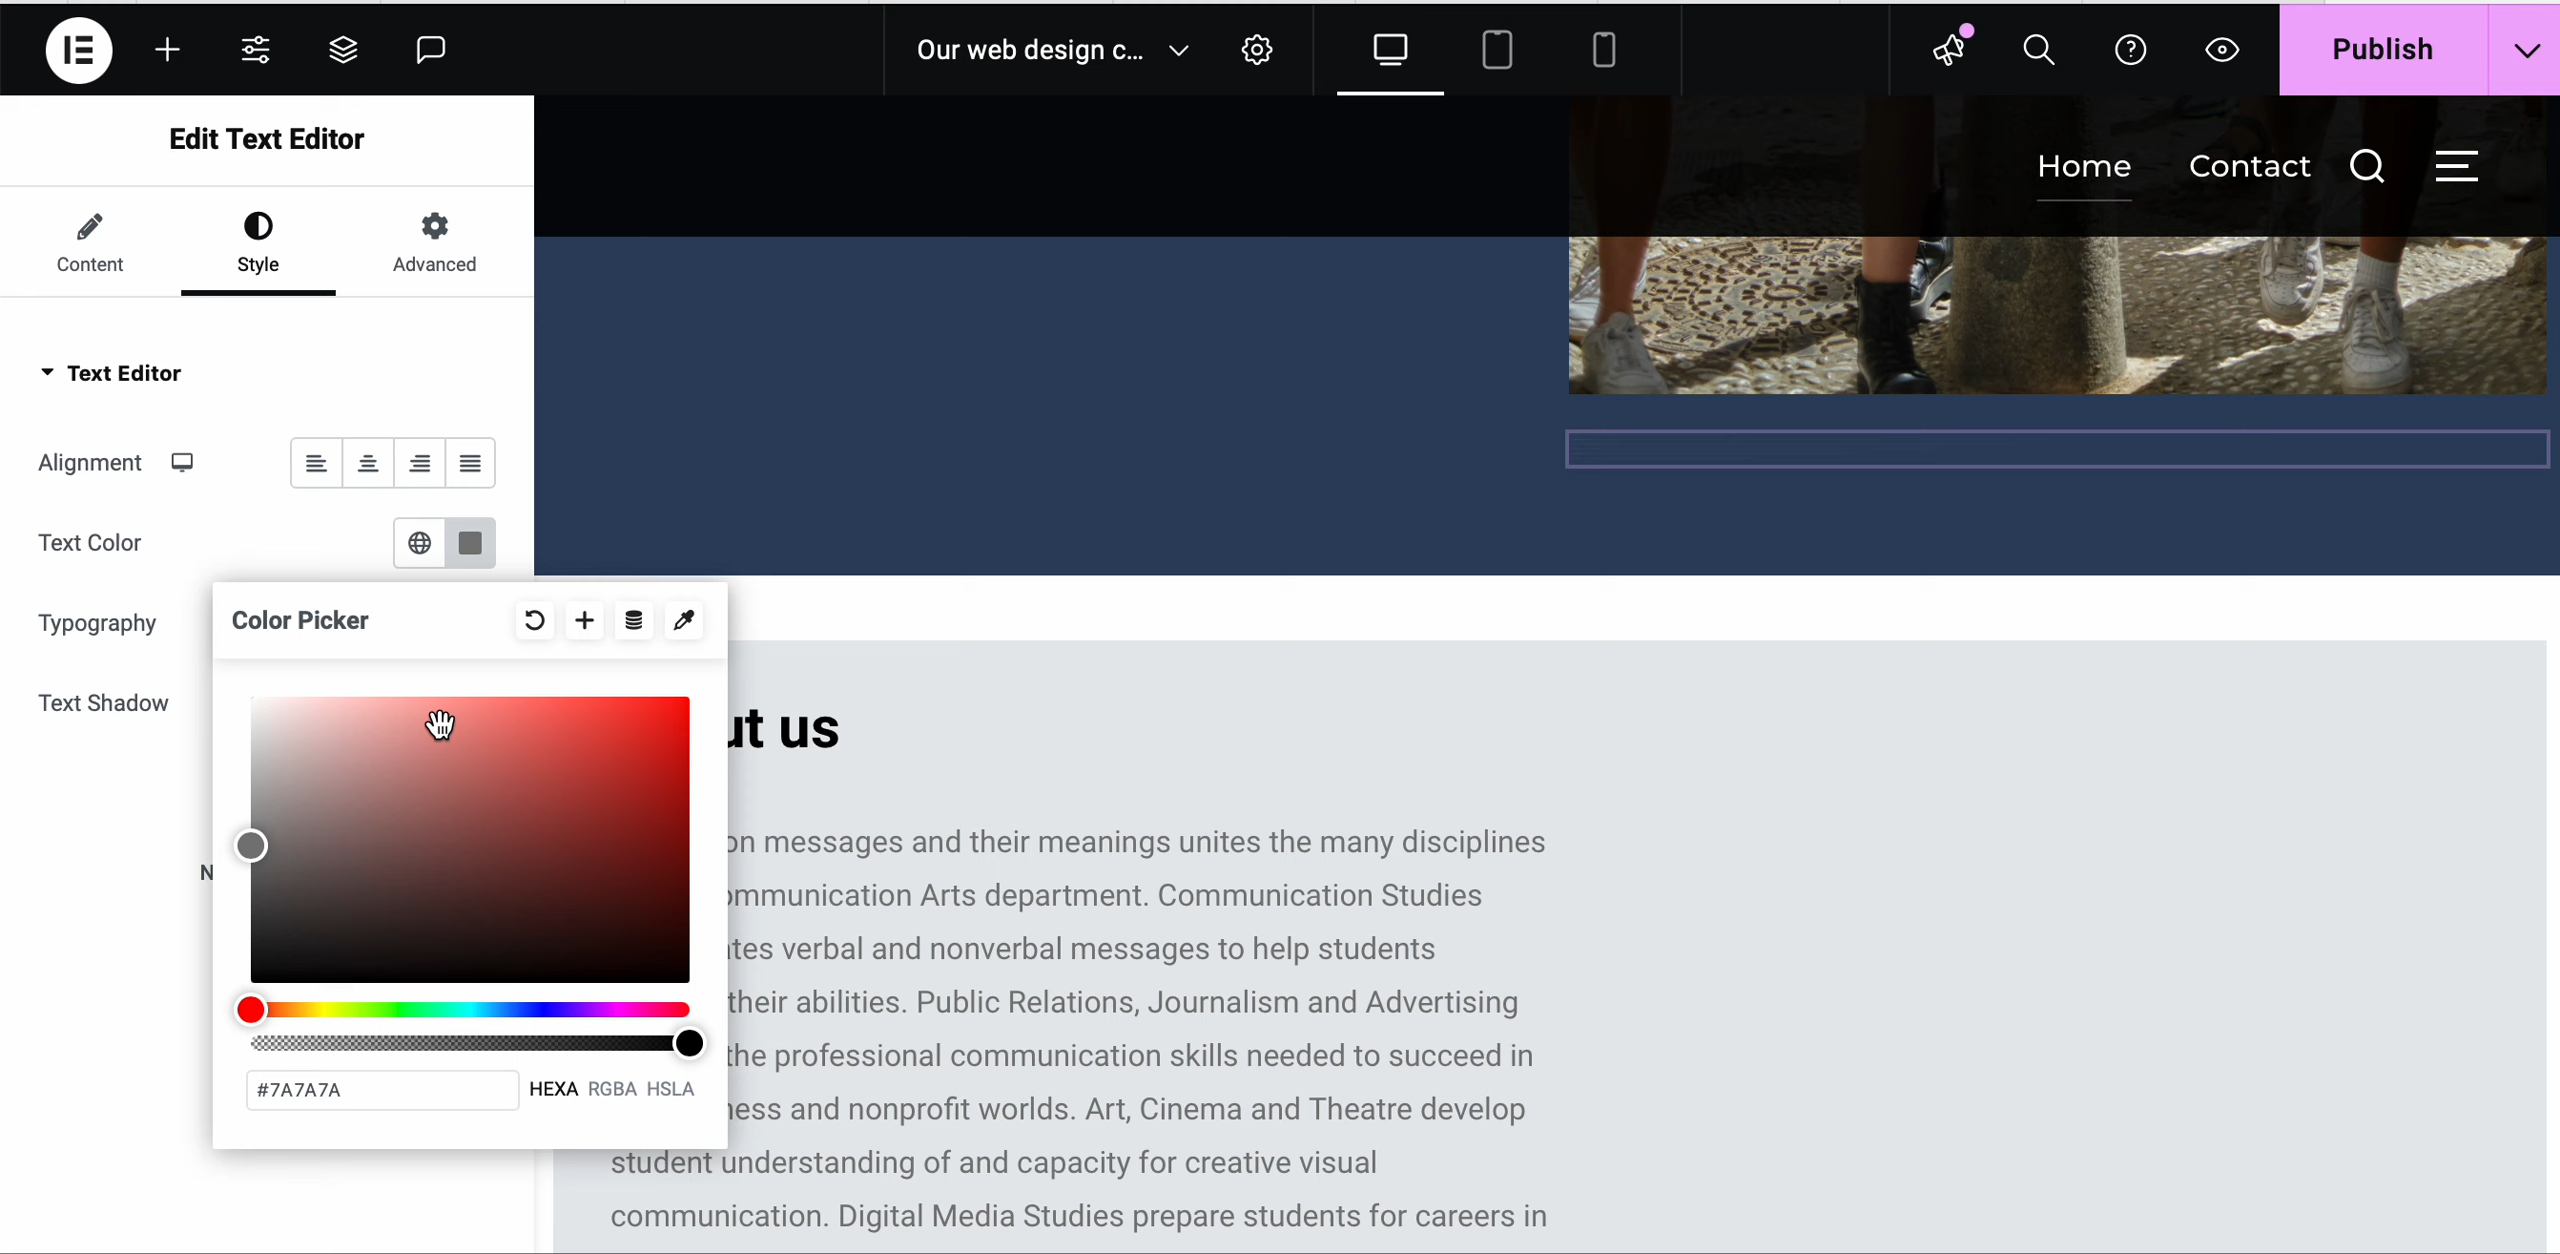 Our web design c...
Publish
Edit Text Editor
Content
Style
Advanced
Home
Contact
Text Editor
Alignment
Text Color
Color Picker
Typography
Text Shadow
N
#7A7A7A
HEXA RGBA HSLA
ut us
on messages and their meanings unites the many disciplines
ommunication Arts department. Communication Studies
tes verbal and nonverbal messages to help students
their abilities. Public Relations, Journalism and Advertising
the professional communication skills needed to succeed in
ness and nonprofit worlds. Art, Cinema and Theatre develop
student understanding of and capacity for creative visual
communication. Digital Media Studies prepare students for careers in